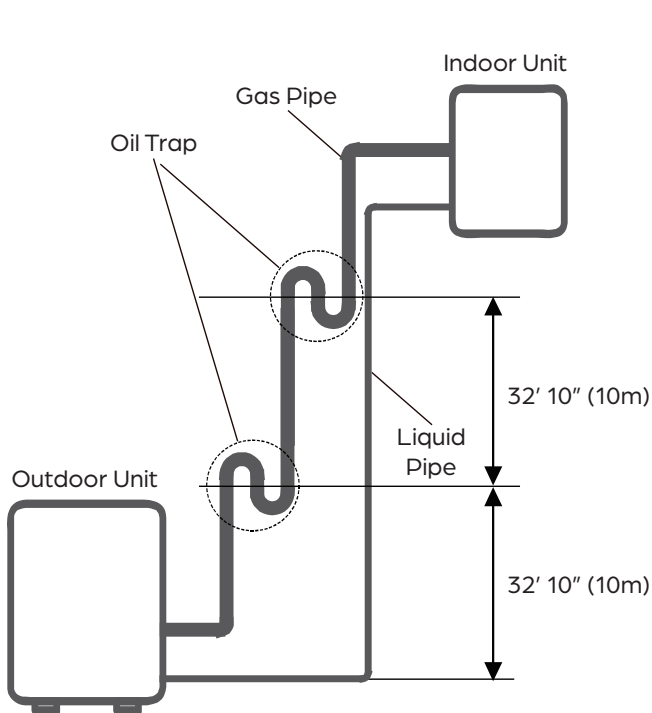 Indoor Unit
Gas Pipe
Oil Trap
32′ 10″ (10m)
Liquid
Pipe
Outdoor Unit
32′ 10″ (10m)